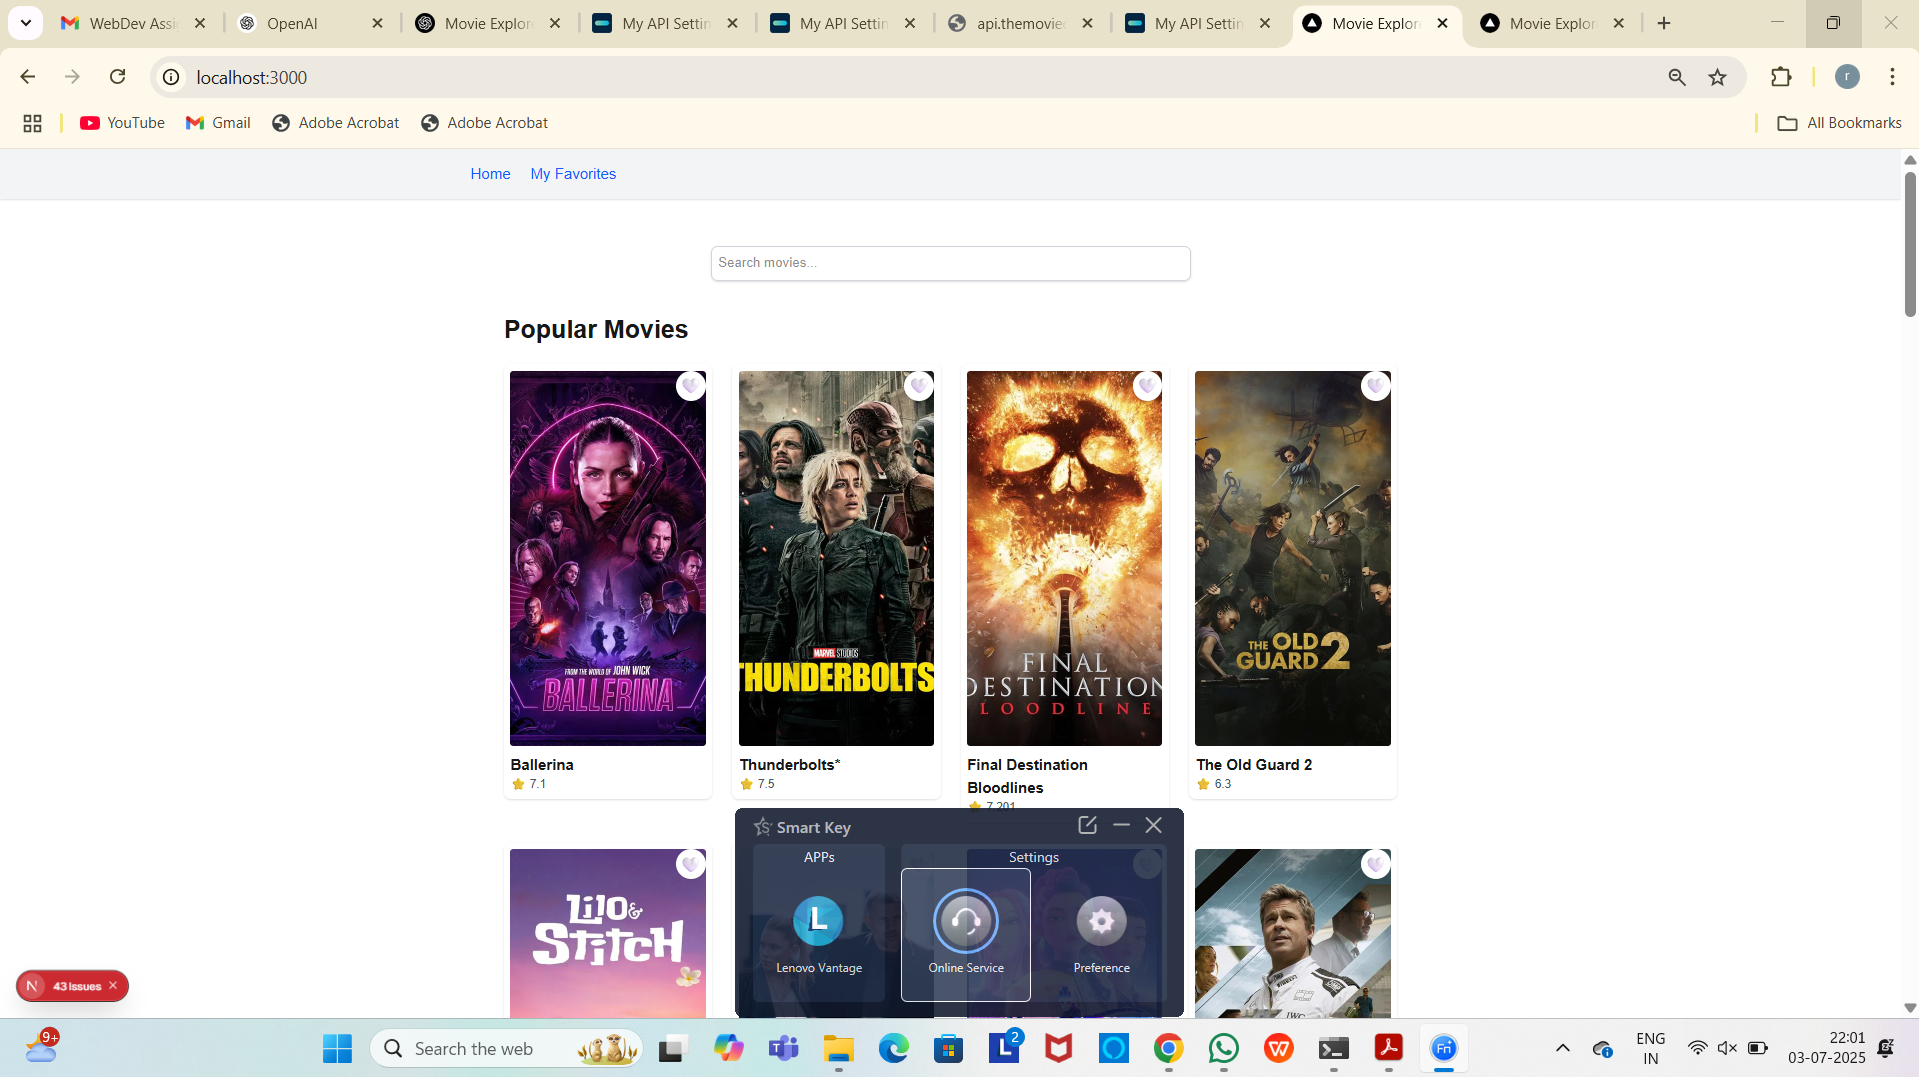 WebDev Assi
OpenAI
Movie Explor
My API Settin
My API Settin
api.themovie
My API Settin
Movie Explor
Movie Explor
localhost:3000
r
YouTube
Gmail
Adobe Acrobat
Adobe Acrobat
All Bookmarks
Home
My Favorites
Search movies...
Popular Movies
FROM THE WORLD OF JOHN WICK
BALLERINA
MARVEL STUDIOS
THUNDERBOLTS
FINAL
DESTINATION
LOODLINE
THE OLD
GUARD 2
Ballerina
7.1
Thunderbolts*
7.5
Final Destination
Bloodlines
7.201
The Old Guard 2
6.3
Lilo &
Stitch
IWC
Smart Key
APPs
Settings
L
Lenovo Vantage
Online Service
Preference
N 43 Issues
9+
Search the web
L 2
Fn
ENG
IN
22:01
03-07-2025